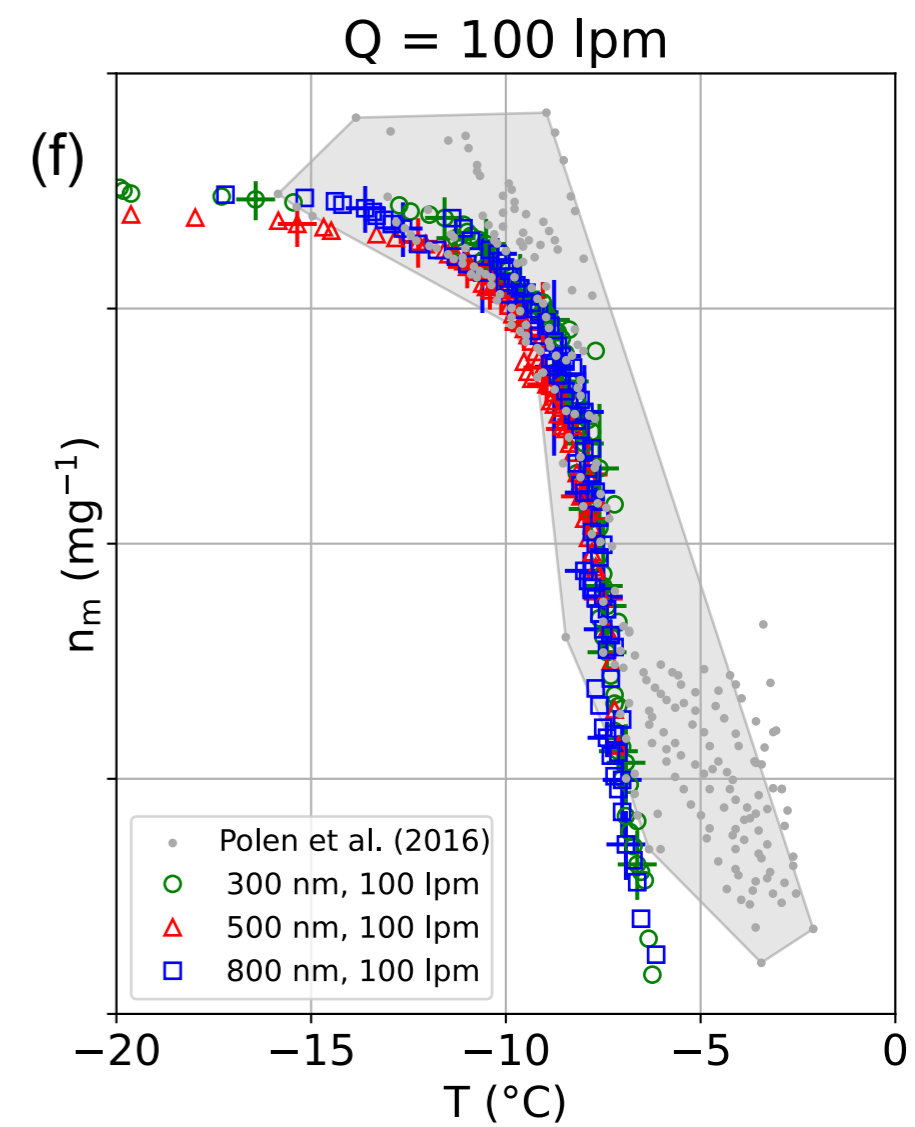 Q = 100 lpm
(f)
nₘ (mg⁻¹)
Polen et al. (2016)
300 nm, 100 lpm
500 nm, 100 lpm
800 nm, 100 lpm
−20 −15 −10 −5 0
T (°C)